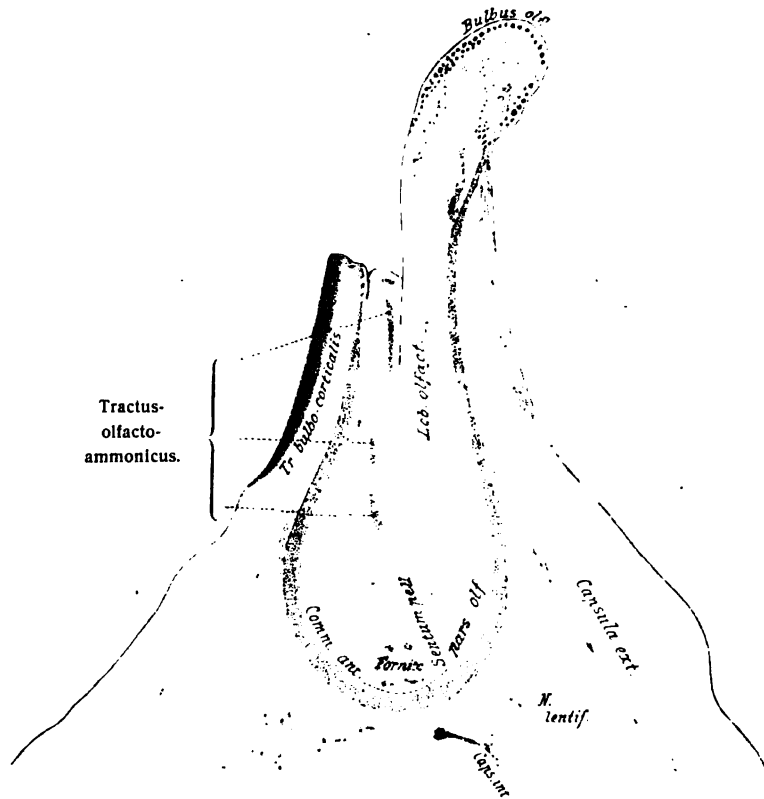 Bulbus olf
Tractus-
olfacto-
ammonicus.
Tr bulbo-corticalis
Lob olfact
Septum pell
Comm ant
Fornix
pars olf
Capsula ext
N.
lentif.
Caps.int